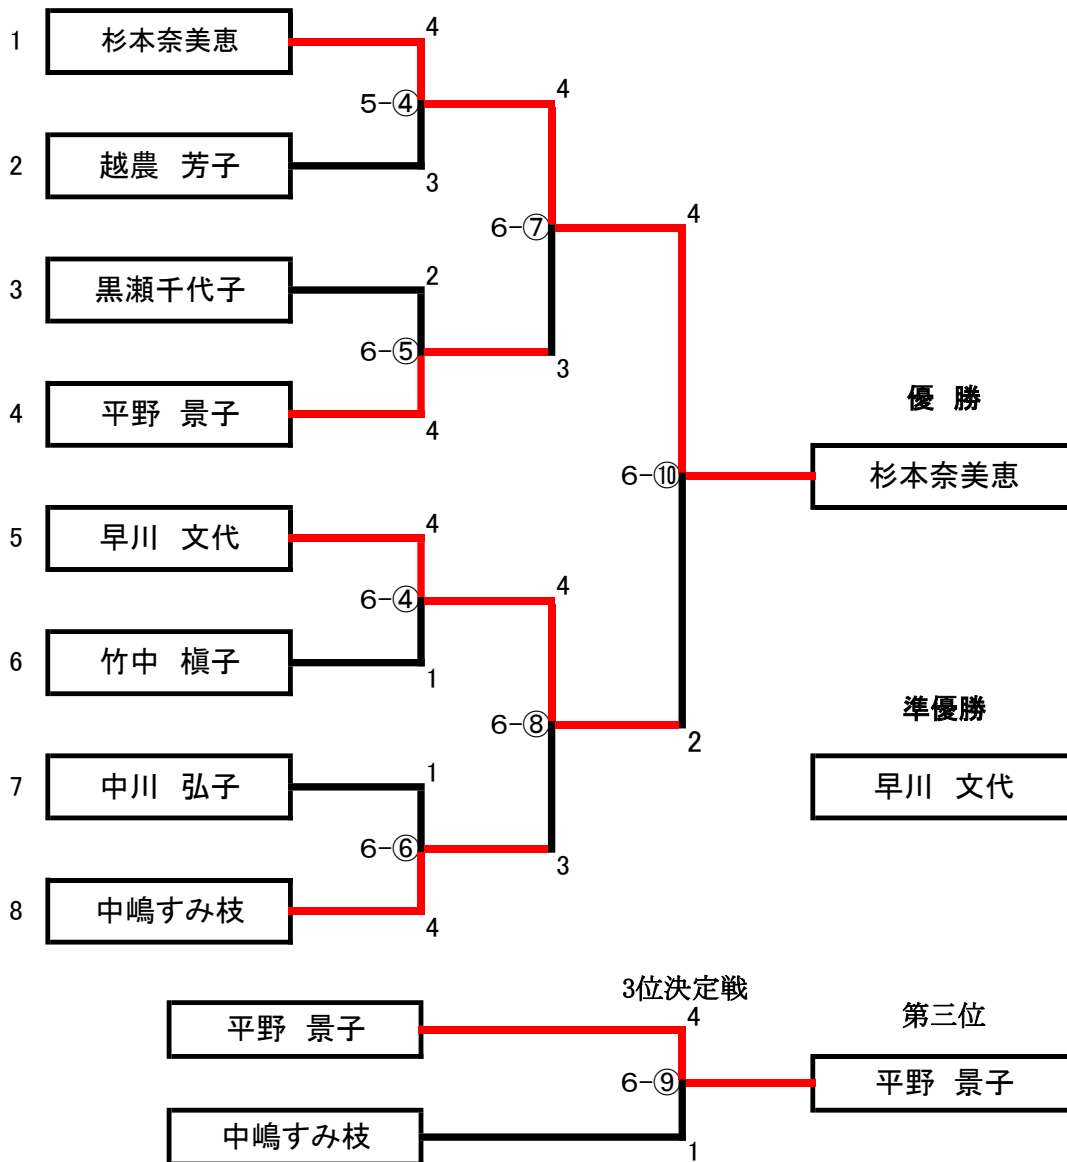 4
1 杉本奈美恵
4
5-④
2 越農　芳子
3
4
6-⑦
3 黒瀬千代子
2
6-⑤
3
優　勝
4 平野　景子
4
6-⑩
杉本奈美恵
5 早川　文代
4
4
6-④
6 竹中　槇子
1
準優勝
6-⑧
2
7 中川　弘子
1
早川　文代
6-⑥
3
8 中嶋すみ枝
4
3位決定戦
平野　景子
4
第三位
6-⑨
平野　景子
中嶋すみ枝
1